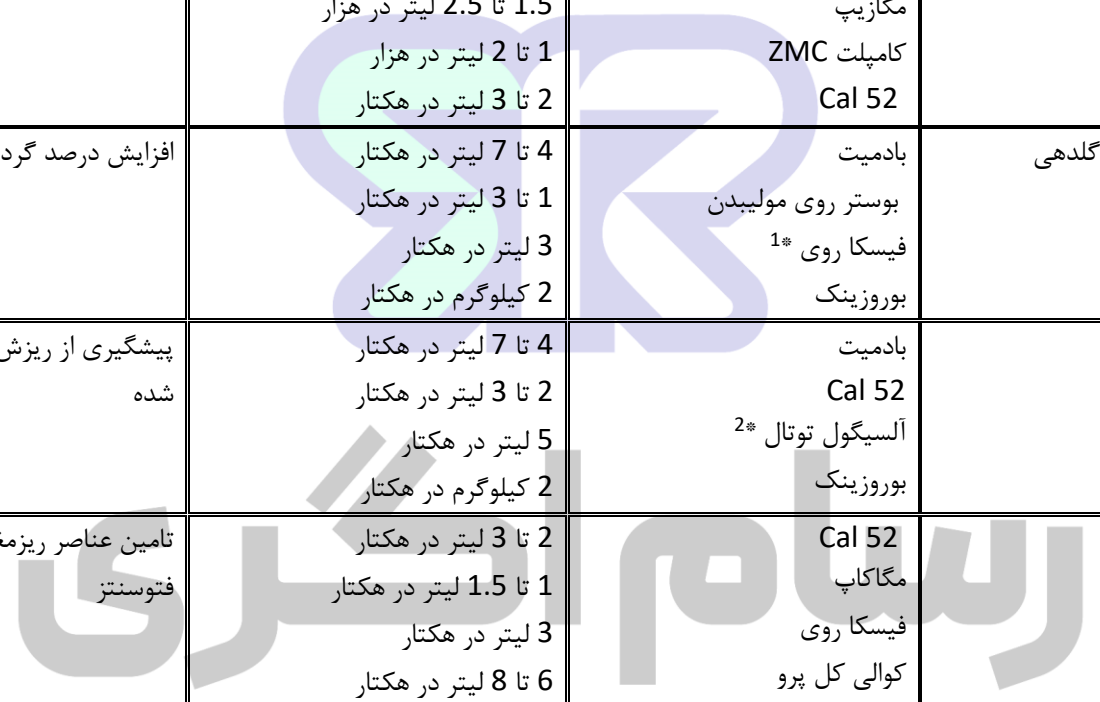 مگازیپ 1.5 تا 2.5 لیتر در هزار
کامپلت ZMC 1 تا 2 لیتر در هزار
Cal 52 2 تا 3 لیتر در هکتار
گلدهی بادمیت 4 تا 7 لیتر در هکتار افزایش درصد گرد
بوستر روی مولیبدن 1 تا 3 لیتر در هکتار
فیسکا روی *1 3 لیتر در هکتار
بوروزینک 2 کیلوگرم در هکتار
بادمیت 4 تا 7 لیتر در هکتار پیشگیری از ریزش
Cal 52 2 تا 3 لیتر در هکتار شده
آلسیگول توتال *2 5 لیتر در هکتار
بوروزینک 2 کیلوگرم در هکتار
Cal 52 2 تا 3 لیتر در هکتار تامین عناصر ریزمغ
مگاکاپ 1 تا 1.5 لیتر در هکتار فتوسنتز
فیسکا روی 3 لیتر در هکتار
کوالی کل پرو 6 تا 8 لیتر در هکتار
رسام اگری